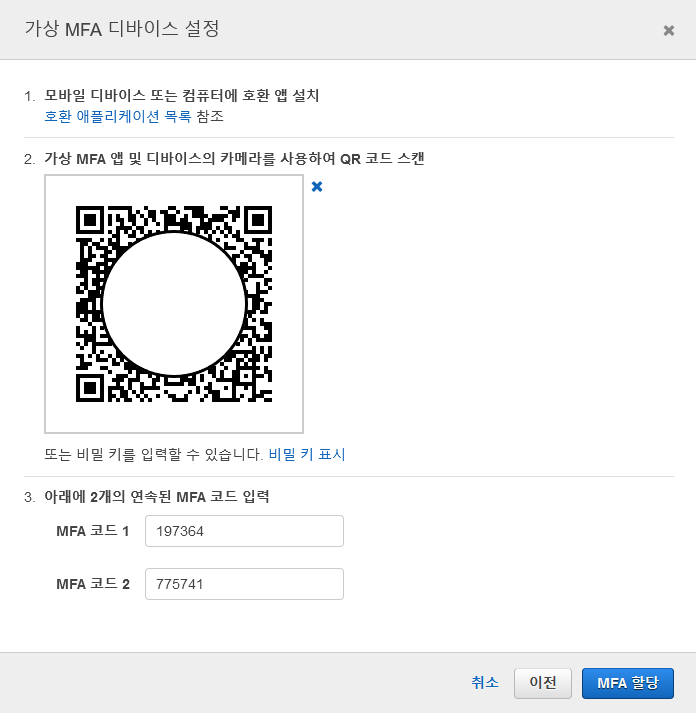 가상 MFA 디바이스 설정
1. 모바일 디바이스 또는 컴퓨터에 호환 앱 설치
호환 애플리케이션 목록 참조
2. 가상 MFA 앱 및 디바이스의 카메라를 사용하여 QR 코드 스캔
또는 비밀 키를 입력할 수 있습니다. 비밀 키 표시
3. 아래에 2개의 연속된 MFA 코드 입력
MFA 코드 1 197364
MFA 코드 2 775741
취소 이전 MFA 할당